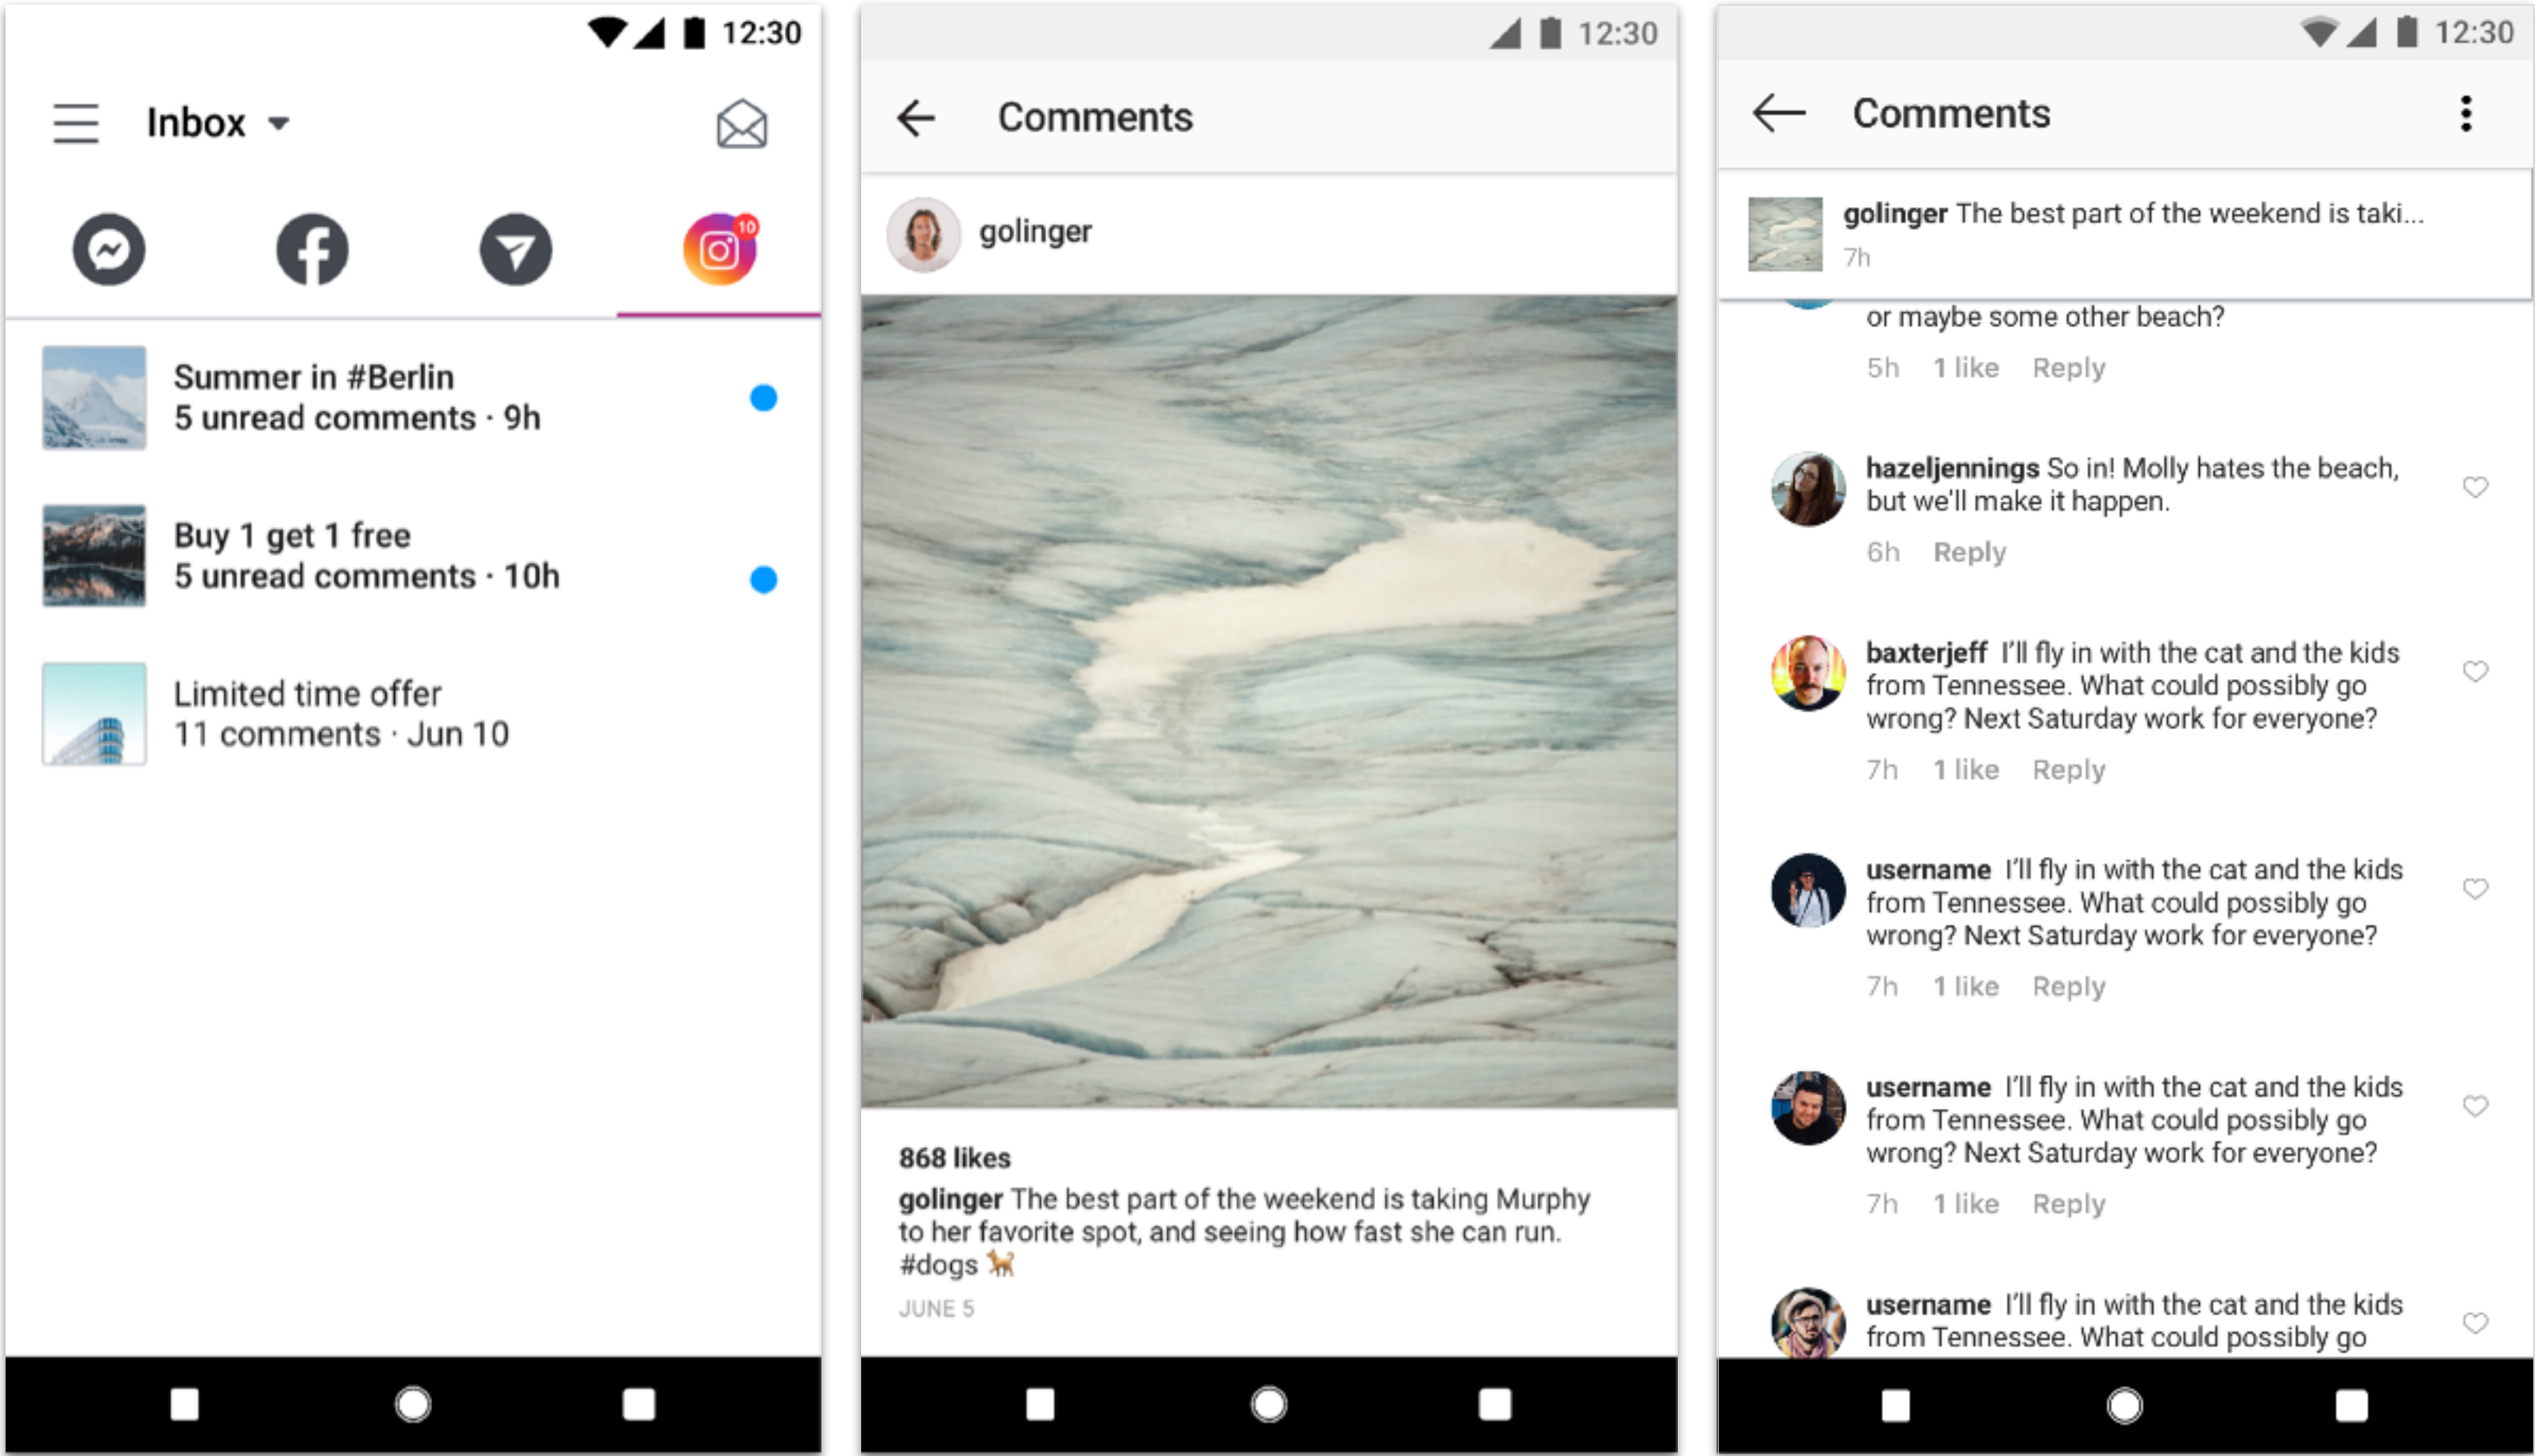 12:30
Inbox
10
Summer in #Berlin
5 unread comments · 9h
Buy 1 get 1 free
5 unread comments · 10h
Limited time offer
11 comments · Jun 10
12:30
Comments
golinger
868 likes
golinger The best part of the weekend is taking Murphy
to her favorite spot, and seeing how fast she can run.
#dogs 🐕
JUNE 5
12:30
Comments
golinger The best part of the weekend is taki...
7h
or maybe some other beach?
5h 1 like Reply
hazeljennings So in! Molly hates the beach,
but we'll make it happen.
6h Reply
baxterjeff I'll fly in with the cat and the kids
from Tennessee. What could possibly go
wrong? Next Saturday work for everyone?
7h 1 like Reply
username I'll fly in with the cat and the kids
from Tennessee. What could possibly go
wrong? Next Saturday work for everyone?
7h 1 like Reply
username I'll fly in with the cat and the kids
from Tennessee. What could possibly go
wrong? Next Saturday work for everyone?
7h 1 like Reply
username I'll fly in with the cat and the kids
from Tennessee. What could possibly go